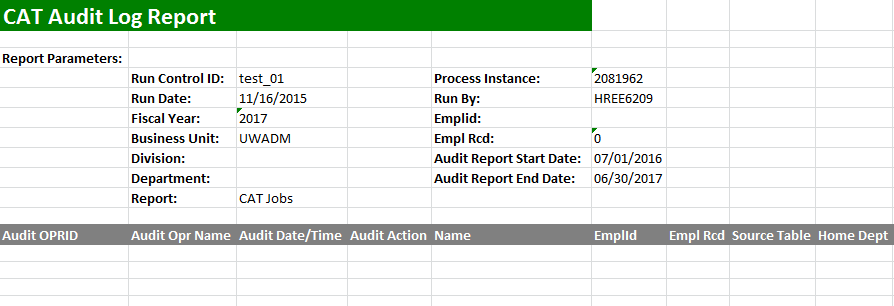 CAT Audit Log Report
Report Parameters:
Run Control ID: test_01 Process Instance: 2081962
Run Date: 11/16/2015 Run By: HREE6209
Fiscal Year: 2017 Emplid:
Business Unit: UWADM Empl Rcd: 0
Division: Audit Report Start Date: 07/01/2016
Department: Audit Report End Date: 06/30/2017
Report: CAT Jobs
Audit OPRID Audit Opr Name Audit Date/Time Audit Action Name EmplId Empl Rcd Source Table Home Dept